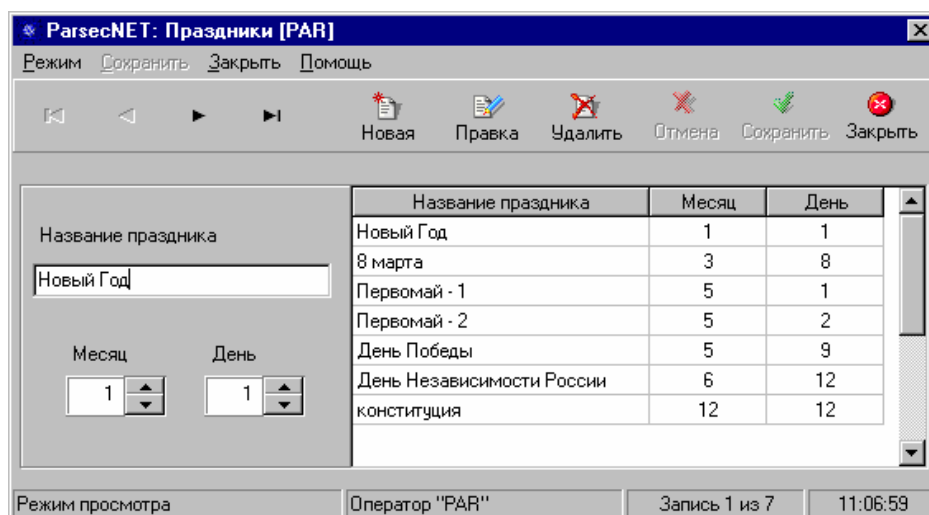 ParsecNET: Праздники [PAR]
Режим Сохранить Закрыть Помощь
Новая Правка Удалить Отмена Сохранить Закрыть
Название праздника Месяц День
Название праздника
Новый Год
Месяц День
1 1
Новый Год 1 1
8 марта 3 8
Первомай - 1 5 1
Первомай - 2 5 2
День Победы 5 9
День Независимости России 6 12
конституция 12 12
Режим просмотра Оператор "PAR" Запись 1 из 7 11:06:59